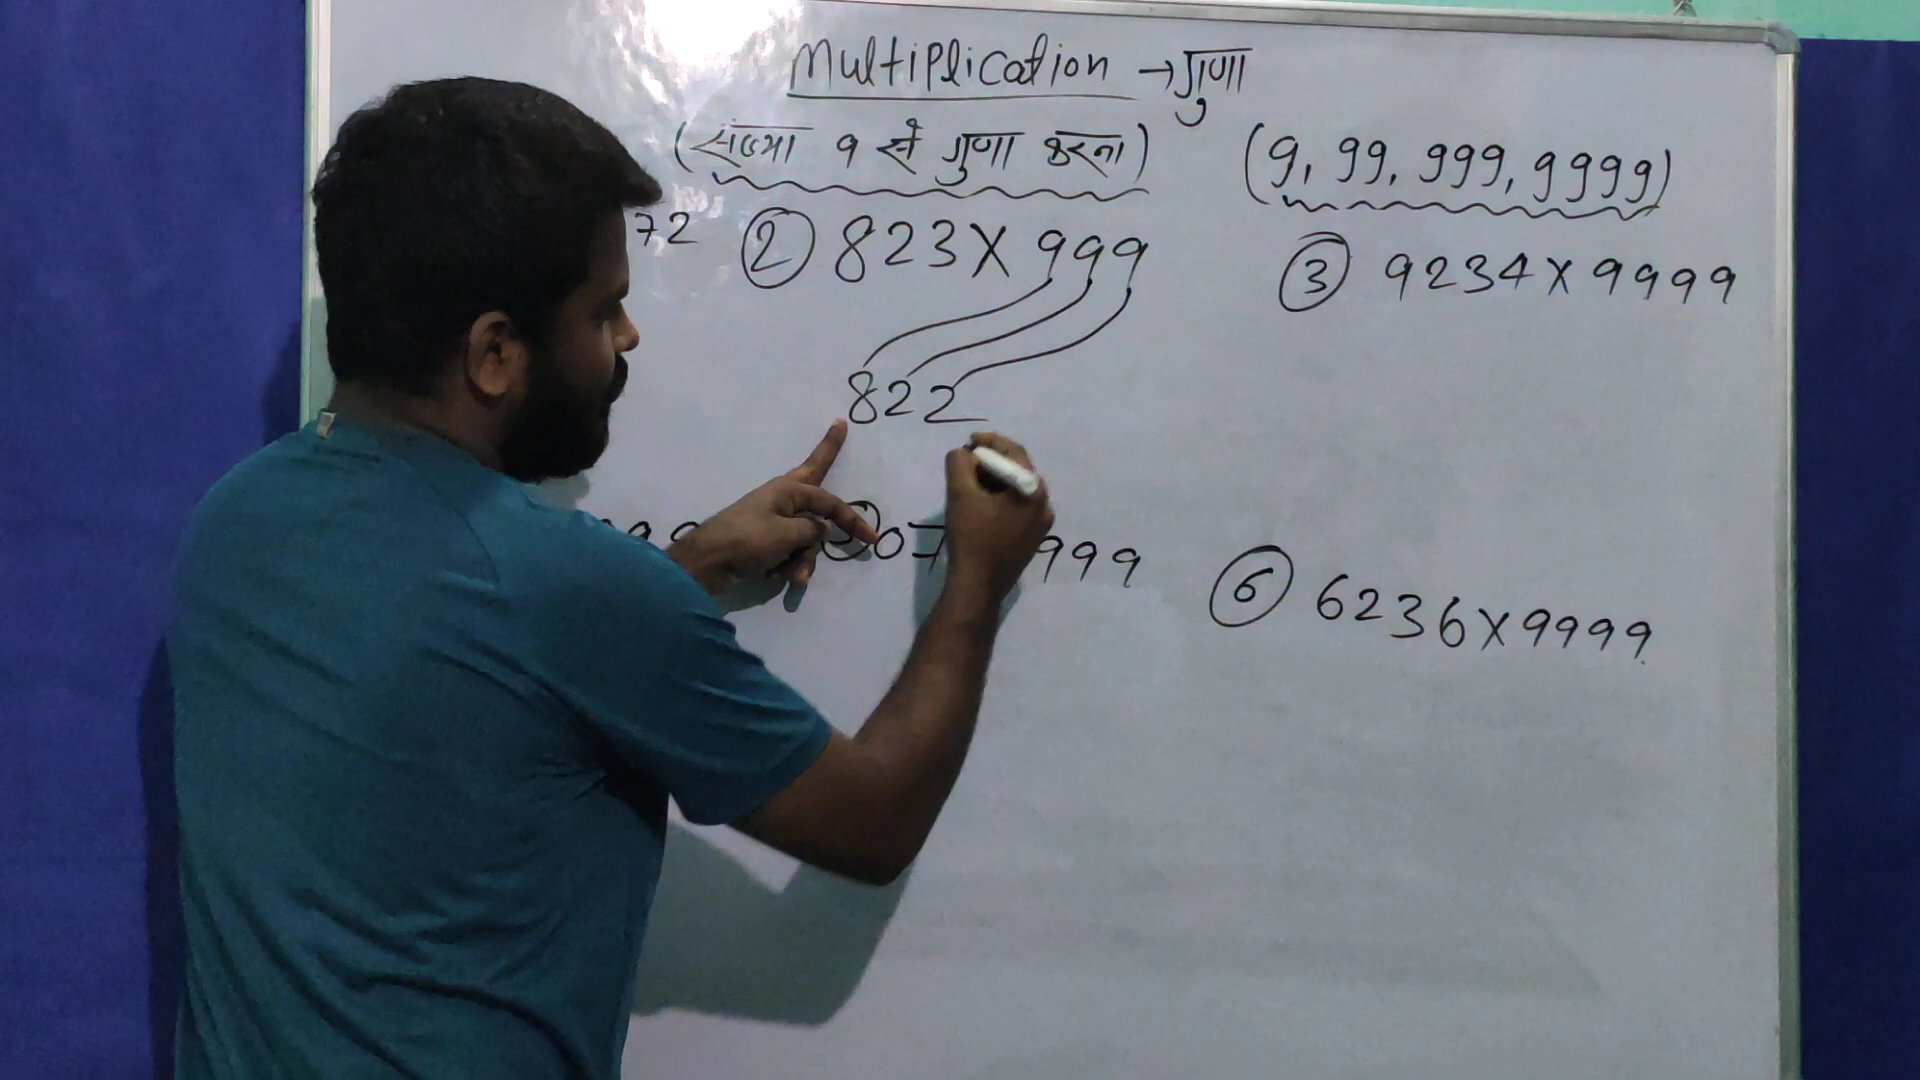 Multiplication → गुणा
(संख्या 9 से गुणा करना) (9, 99, 999, 9999)
72 ② 823 X 999 ③ 9234 X 9999
822
07 999
⑥ 6236 X 9999